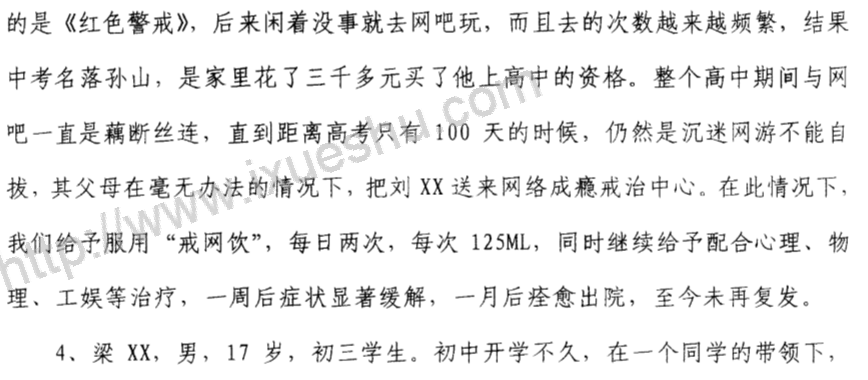 的是《红色警戒》，后来闲着没事就去网吧玩，而且去的次数越来越频繁，结果
中考名落孙山，是家里花了三千多元买了他上高中的资格。整个高中期间与网
吧一直是藕断丝连，直到距离高考只有 100 天的时候，仍然是沉迷网游不能自
拔，其父母在毫无办法的情况下，把刘 XX 送来网络成瘾戒治中心。在此情况下，
我们给予服用“戒网饮”，每日两次，每次 125ML，同时继续给予配合心理、物
理、工娱等治疗，一周后症状显著缓解，一月后痊愈出院，至今未再复发。
4、梁 XX，男，17 岁，初三学生。初中开学不久，在一个同学的带领下，
http://www.ixueshu.com